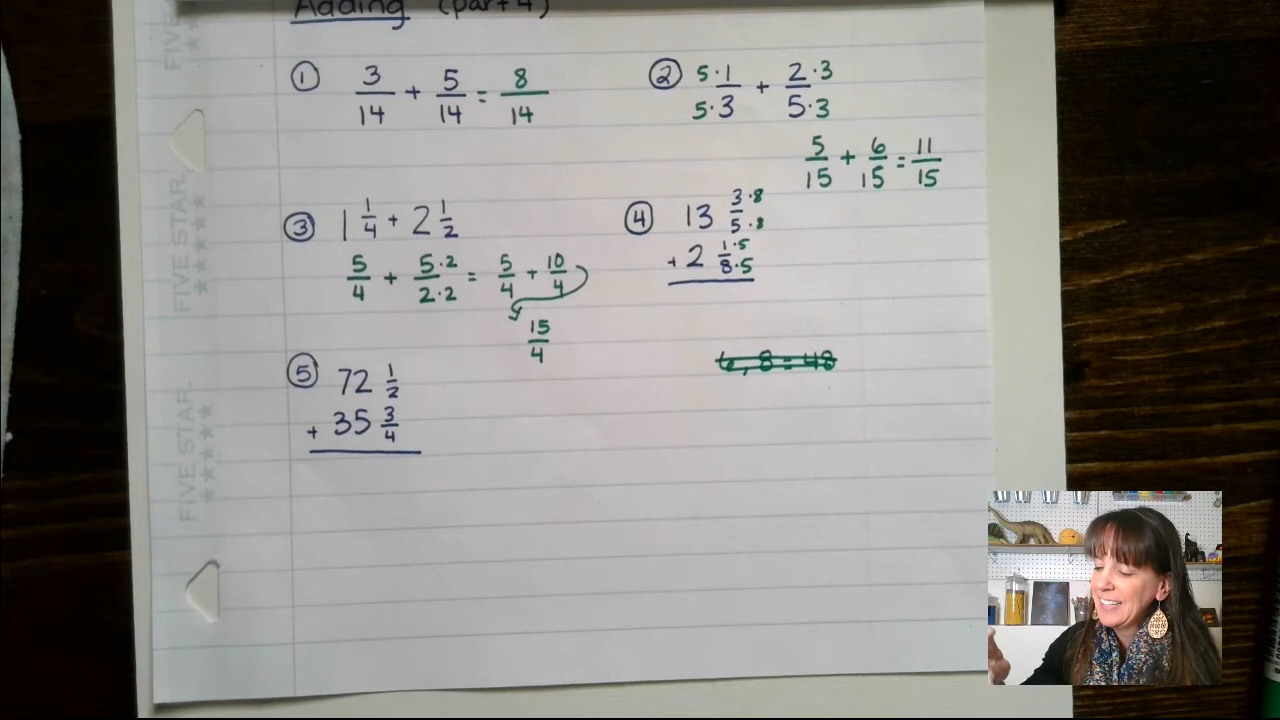 Adding (part 4)
① 3/14 + 5/14 = 8/14
② 5·1/5·3 + 2·3/5·3
5/15 + 6/15 = 11/15
③ 1 1/4 + 2 1/2
5/4 + 5·2/2·2 = 5/4 + 10/4
15/4
④ 13 3·8/5·8
+ 2 1·5/8·5
6, 8 = 48
⑤ 72 1/2
+ 35 3/4
FIVE STAR.
FIVE STAR.
FIVE